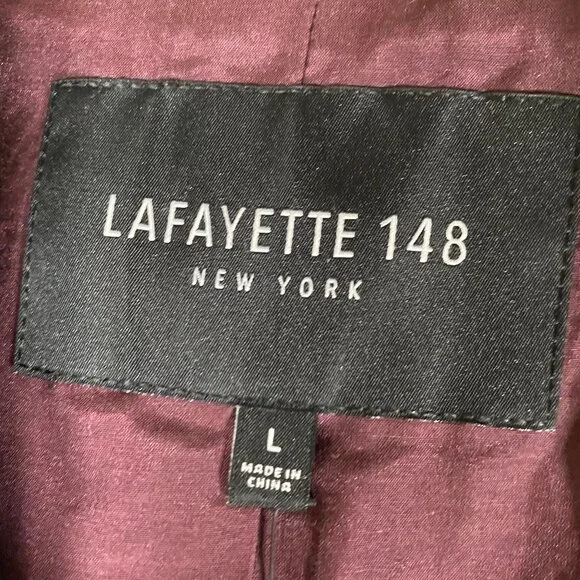 LAFAYETTE 148
NEW YORK
L
MADE IN
CHINA